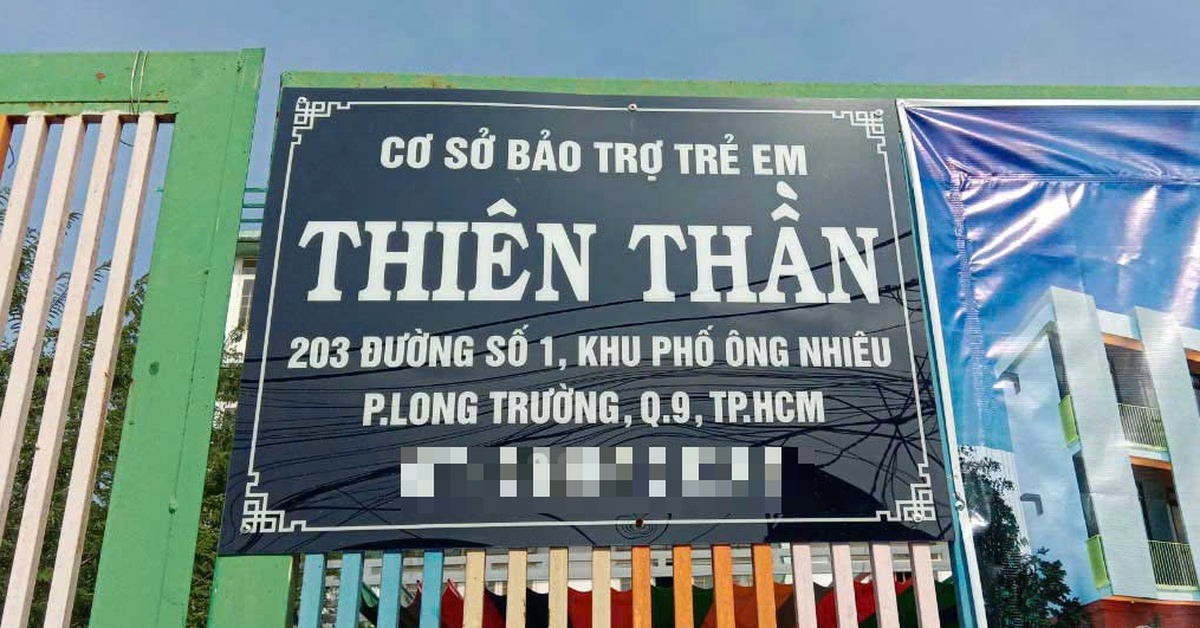 CƠ SỞ BẢO TRỢ TRẺ EM
THIÊN THẦN
203 ĐƯỜNG SỐ 1, KHU PHỐ ÔNG NHIÊU
P.LONG TRƯỜNG, Q.9, TP.HCM